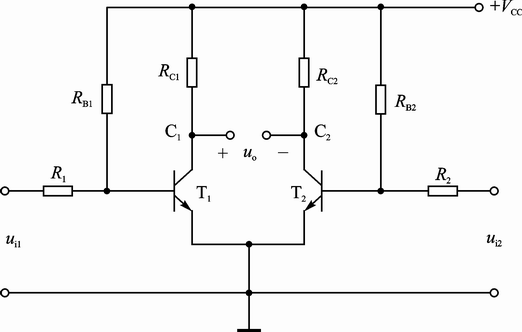 +V_CC
R_C1
R_C2
R_B1
R_B2
C_1
C_2
+ u_o −
R_1
T_1
T_2
R_2
u_i1
u_i2